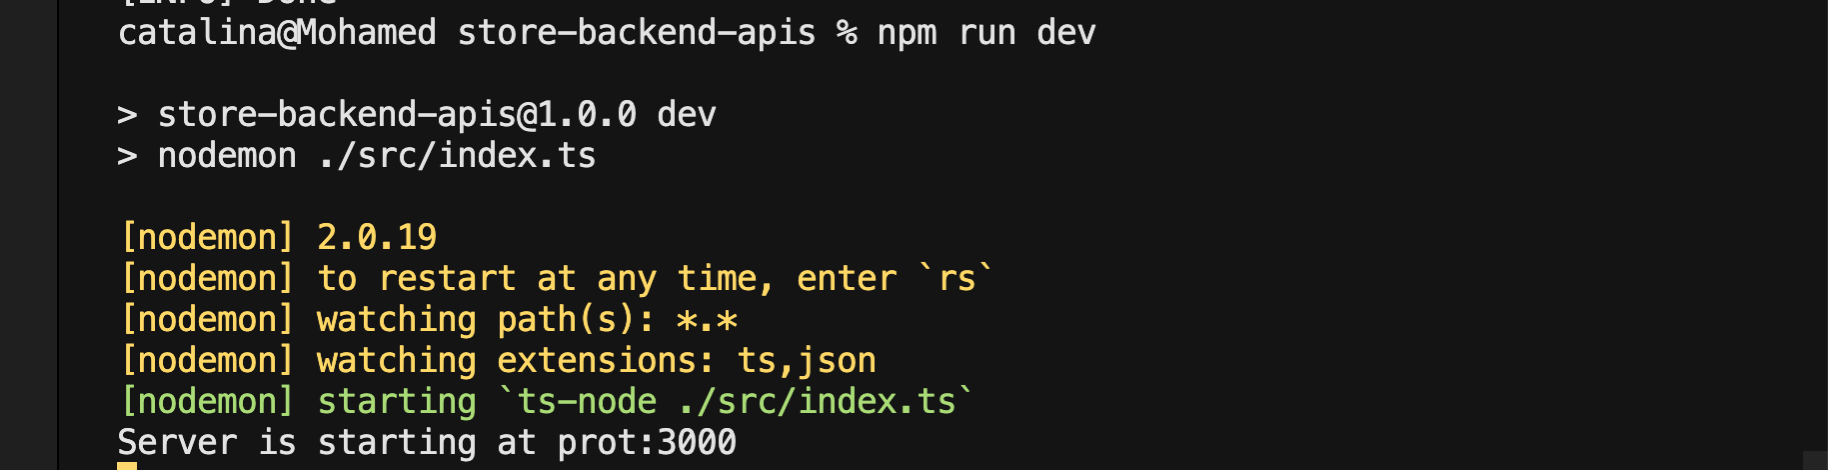 [INFO] Done
catalina@Mohamed store-backend-apis % npm run dev
> store-backend-apis@1.0.0 dev
> nodemon ./src/index.ts
[nodemon] 2.0.19
[nodemon] to restart at any time, enter `rs`
[nodemon] watching path(s): *.*
[nodemon] watching extensions: ts,json
[nodemon] starting `ts-node ./src/index.ts`
Server is starting at prot:3000